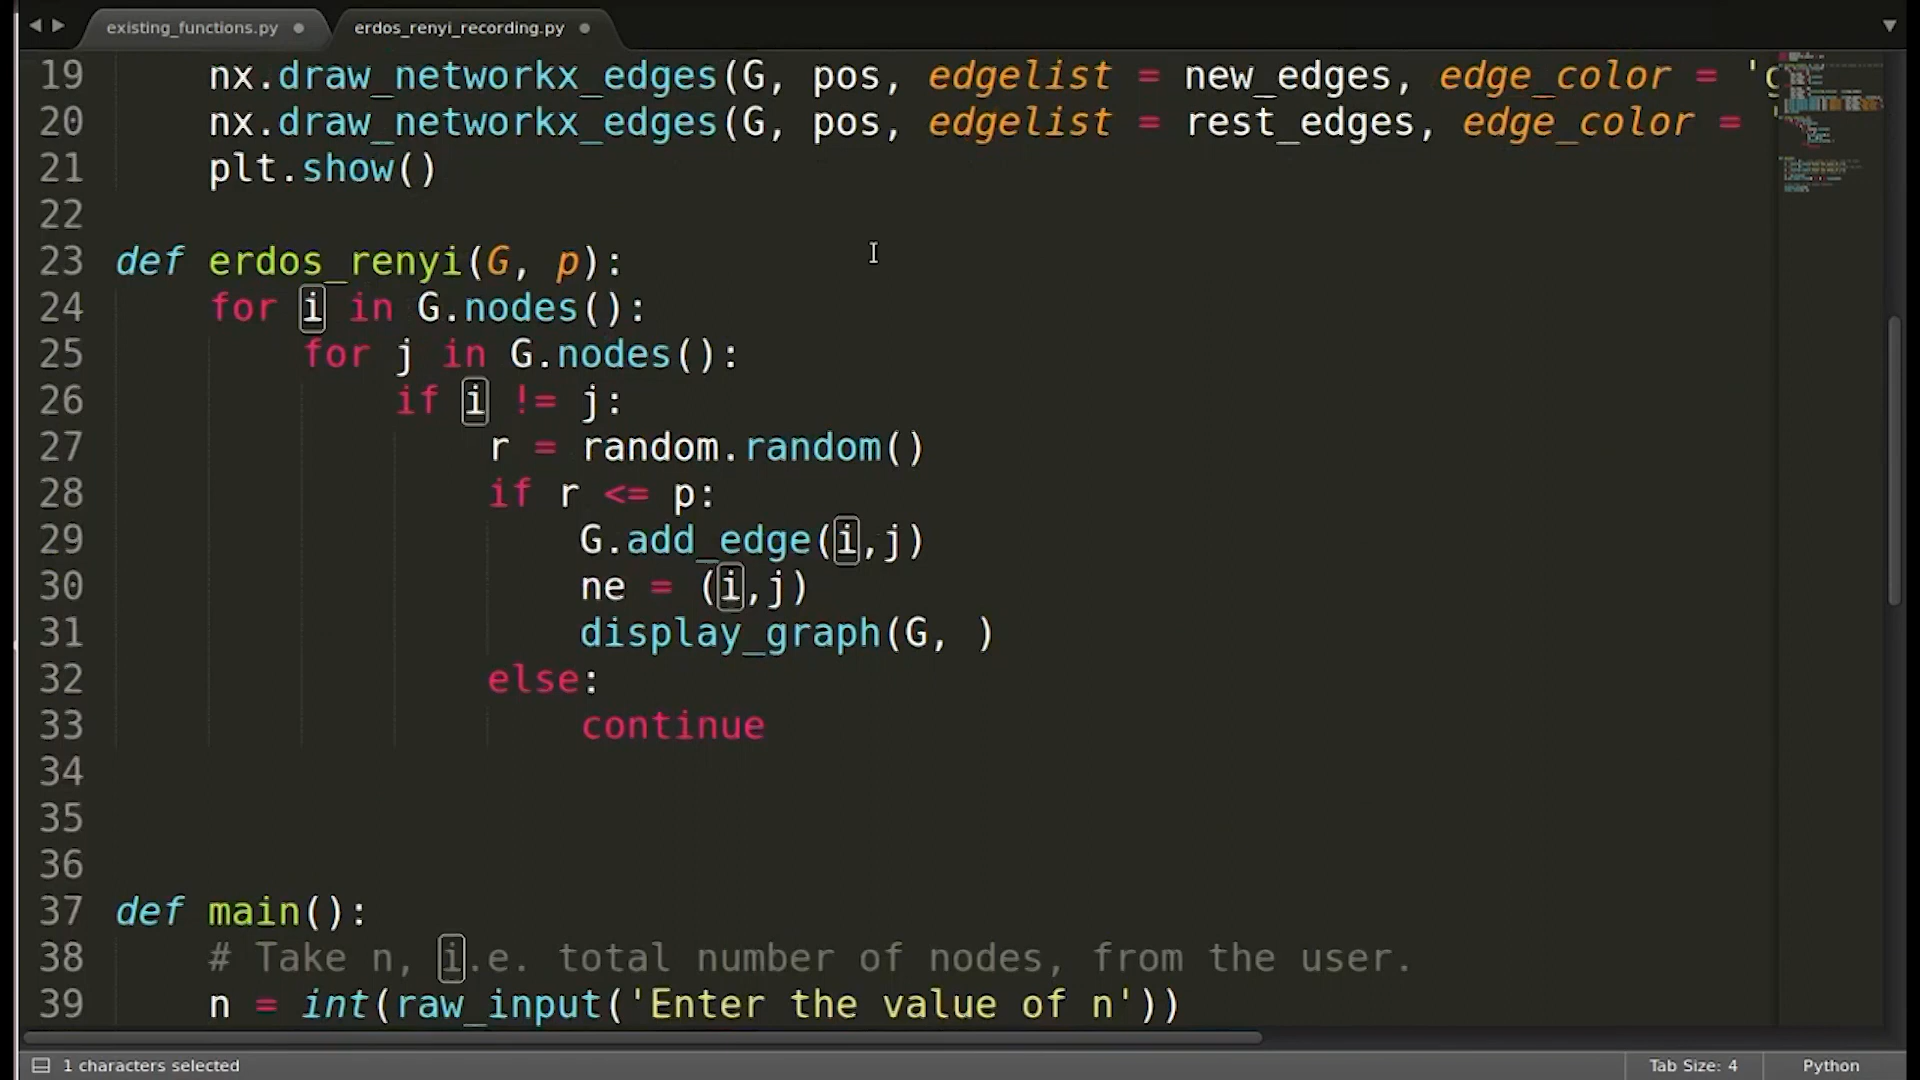 existing_functions.py
erdos_renyi_recording.py
19 nx.draw_networkx_edges(G, pos, edgelist = new_edges, edge_color = 'g
20 nx.draw_networkx_edges(G, pos, edgelist = rest_edges, edge_color = '
21 plt.show()
22
23 def erdos_renyi(G, p):
24 for i in G.nodes():
25 for j in G.nodes():
26 if i != j:
27 r = random.random()
28 if r <= p:
29 G.add_edge(i,j)
30 ne = (i,j)
31 display_graph(G, )
32 else:
33 continue
34
35
36
37 def main():
38 # Take n, i.e. total number of nodes, from the user.
39 n = int(raw_input('Enter the value of n'))
1 characters selected
Tab Size: 4
Python